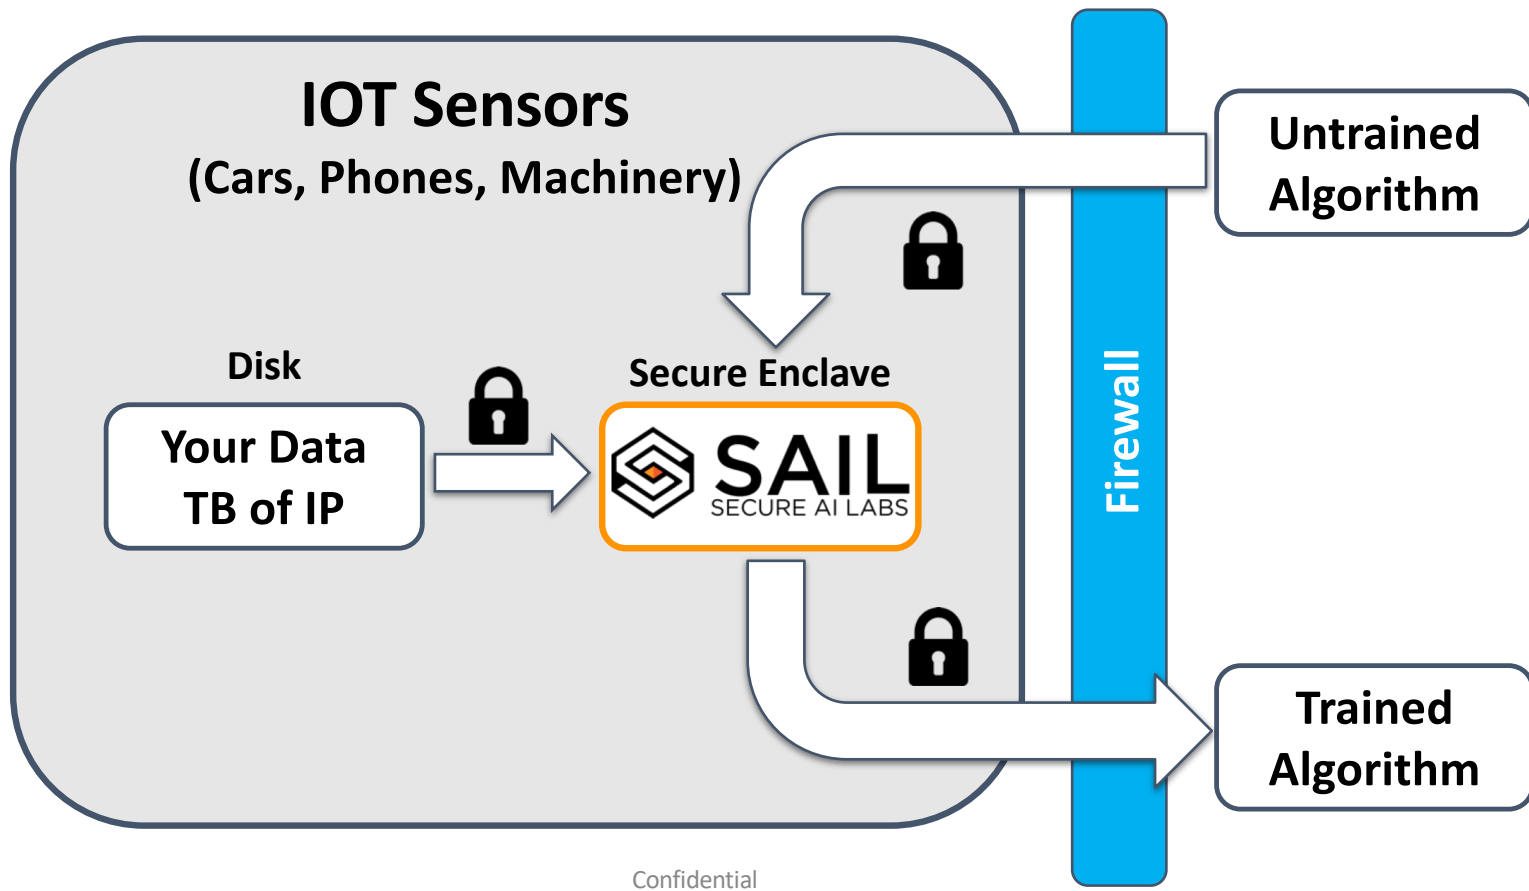 IOT Sensors
(Cars, Phones, Machinery)
Untrained
Algorithm
Disk
Your Data
TB of IP
Secure Enclave
SAIL
SECURE AI LABS
Firewall
Trained
Algorithm
Confidential